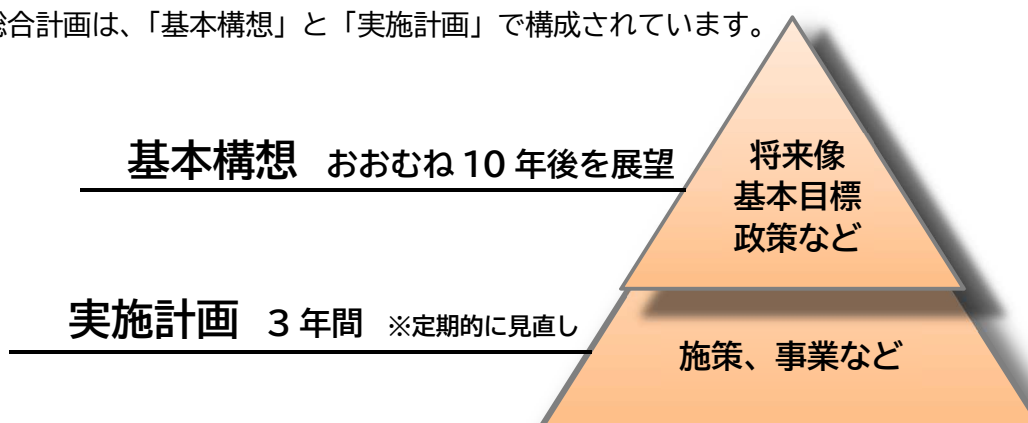 総合計画は、「基本構想」と「実施計画」で構成されています。
基本構想 おおむね 10 年後を展望
将来像
基本目標
政策など
実施計画 3 年間 ※定期的に見直し
施策、事業など